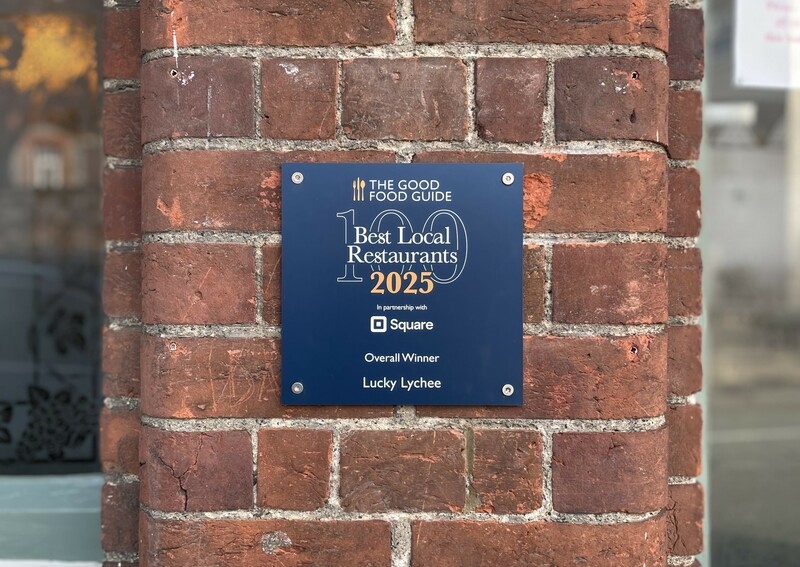 THE GOOD
FOOD GUIDE
100
Best Local
Restaurants
2025
In partnership with
Square
Overall Winner
Lucky Lychee